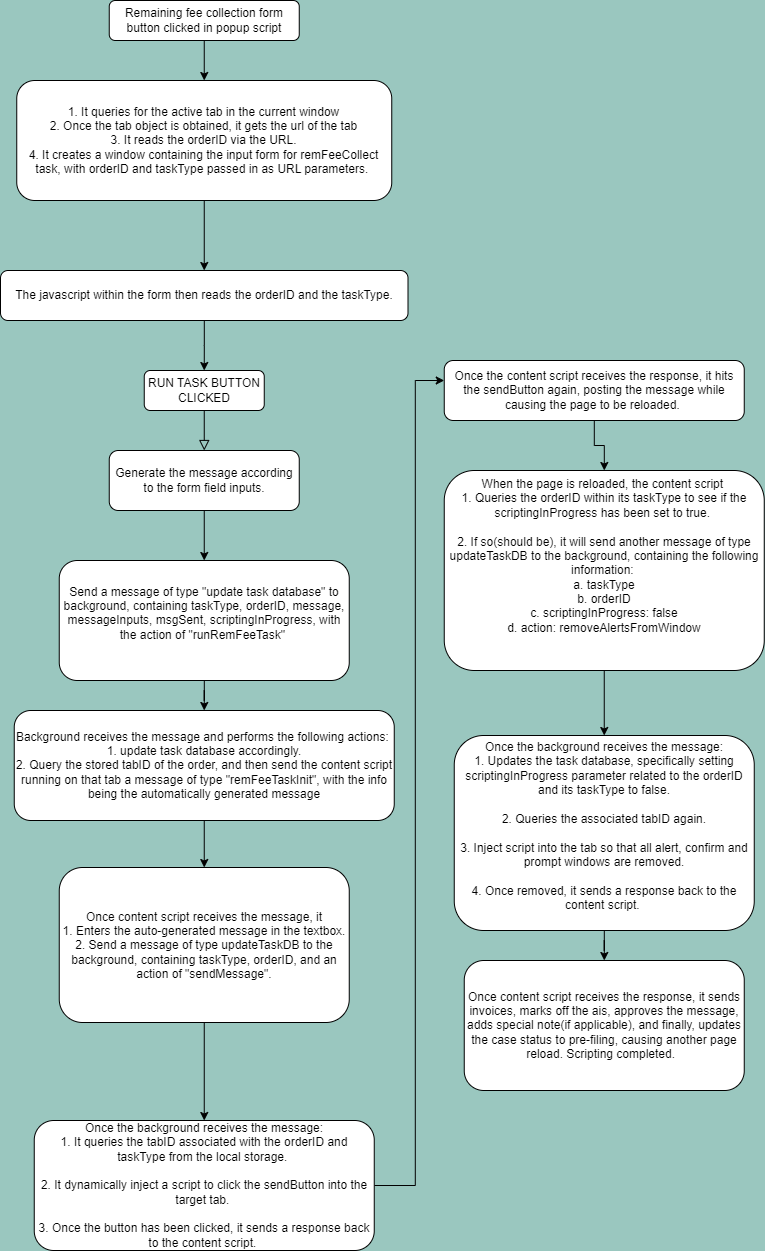 Remaining fee collection form
button clicked in popup script
1. It queries for the active tab in the current window
2. Once the tab object is obtained, it gets the url of the tab
3. It reads the orderID via the URL.
4. It creates a window containing the input form for remFeeCollect
task, with orderID and taskType passed in as URL parameters.
The javascript within the form then reads the orderID and the taskType.
RUN TASK BUTTON
CLICKED
Generate the message according
to the form field inputs.
Send a message of type "update task database" to
background, containing taskType, orderID, message,
messageInputs, msgSent, scriptingInProgress, with
the action of "runRemFeeTask"
Background receives the message and performs the following actions:
1. update task database accordingly.
2. Query the stored tabID of the order, and then send the content script
running on that tab a message of type "remFeeTaskInit", with the info
being the automatically generated message
Once content script receives the message, it
1. Enters the auto-generated message in the textbox.
2. Send a message of type updateTaskDB to the
background, containing taskType, orderID, and an
action of "sendMessage".
Once the background receives the message:
1. It queries the tabID associated with the orderID and
taskType from the local storage.
2. It dynamically inject a script to click the sendButton into the
target tab.
3. Once the button has been clicked, it sends a response back
to the content script.
Once the content script receives the response, it hits
the sendButton again, posting the message while
causing the page to be reloaded.
When the page is reloaded, the content script
1. Queries the orderID within its taskType to see if the
scriptingInProgress has been set to true.
2. If so(should be), it will send another message of type
updateTaskDB to the background, containing the following
information:
a. taskType
b. orderID
c. scriptingInProgress: false
d. action: removeAlertsFromWindow
Once the background receives the message:
1. Updates the task database, specifically setting
scriptingInProgress parameter related to the orderID
and its taskType to false.
2. Queries the associated tabID again.
3. Inject script into the tab so that all alert, confirm and
prompt windows are removed.
4. Once removed, it sends a response back to the
content script.
Once content script receives the response, it sends
invoices, marks off the ais, approves the message,
adds special note(if applicable), and finally, updates
the case status to pre-filing, causing another page
reload. Scripting completed.